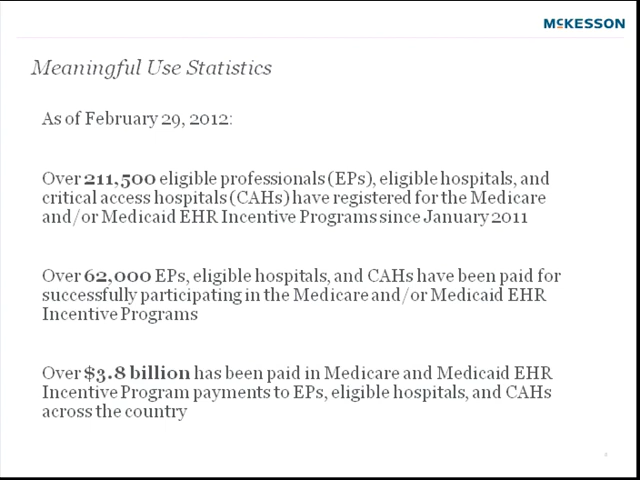 MCKESSON
Meaningful Use Statistics
As of February 29, 2012:
Over 211,500 eligible professionals (EPs), eligible hospitals, and
critical access hospitals (CAHs) have registered for the Medicare
and/or Medicaid EHR Incentive Programs since January 2011
Over 62,000 EPs, eligible hospitals, and CAHs have been paid for
successfully participating in the Medicare and/or Medicaid EHR
Incentive Programs
Over $3.8 billion has been paid in Medicare and Medicaid EHR
Incentive Program payments to EPs, eligible hospitals, and CAHs
across the country